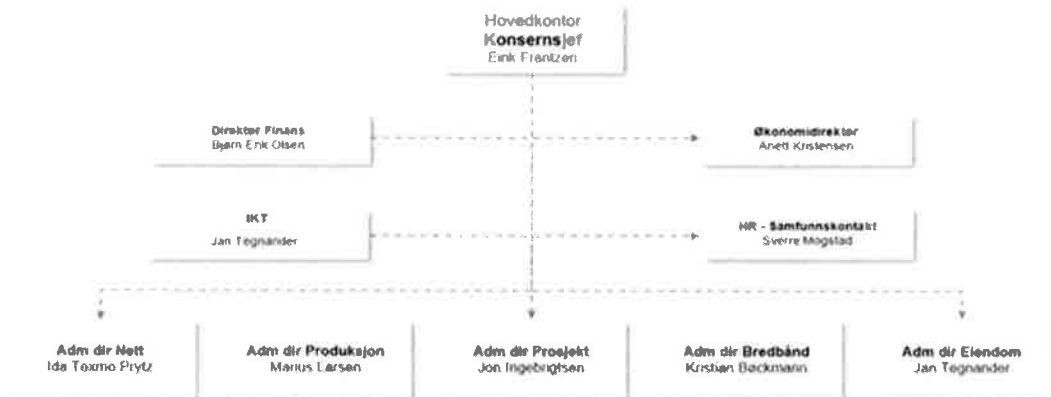 Hovedkontor
Konsernsjef
Eirik Frantzen
Direktør Finans
Bjørn Erik Olsen
Økonomidirektør
Anett Kristensen
IKT
Jan Tegnander
HR - Samfunnskontakt
Sverre Mogstad
Adm dir Nett
Ida Texmo Prytz
Adm dir Produksjon
Marius Larsen
Adm dir Prosjekt
Jon Ingebrigtsen
Adm dir Bredbånd
Kristian Bøckmann
Adm dir Eiendom
Jan Tegnander